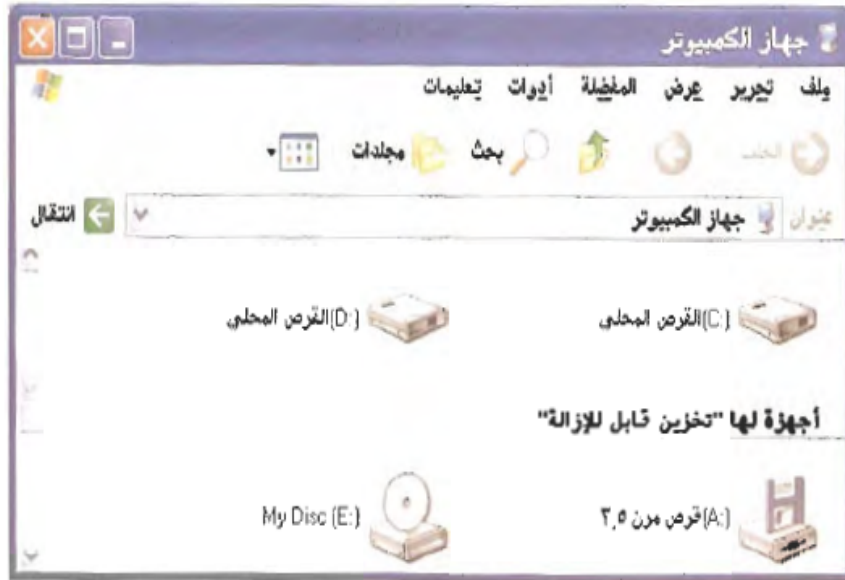 جهاز الكمبيوتر
ملف تحرير عرض المفضلة أدوات تعليمات
الخلف بحث مجلدات
عنوان جهاز الكمبيوتر انتقال
القرص المحلي (C:) القرص المحلي (D:)
أجهزة لها "تخزين قابل للإزالة"
قرص مرن ٣,٥ (A:) My Disc (E:)